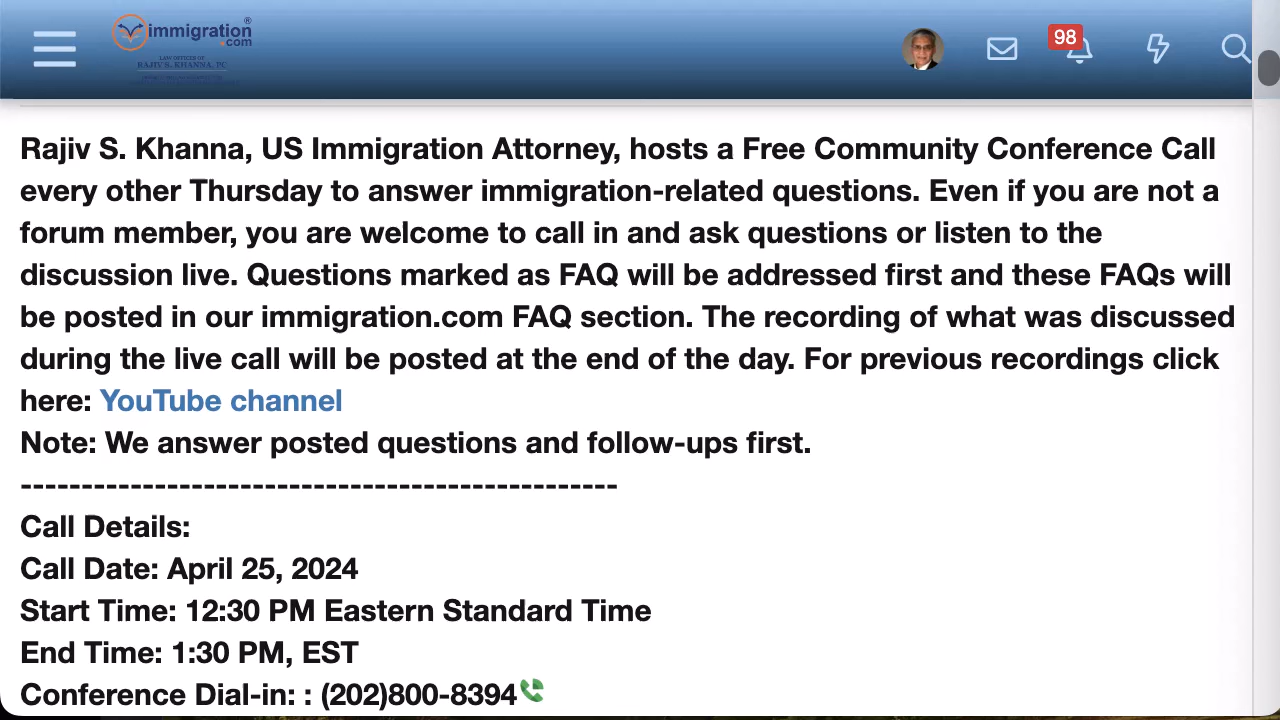 immigration®
.com
LAW OFFICES OF
RAJIV S. KHANNA, PC
98
Rajiv S. Khanna, US Immigration Attorney, hosts a Free Community Conference Call
every other Thursday to answer immigration-related questions. Even if you are not a
forum member, you are welcome to call in and ask questions or listen to the
discussion live. Questions marked as FAQ will be addressed first and these FAQs will
be posted in our immigration.com FAQ section. The recording of what was discussed
during the live call will be posted at the end of the day. For previous recordings click
here: YouTube channel
Note: We answer posted questions and follow-ups first.
-------------------------------------------------
Call Details:
Call Date: April 25, 2024
Start Time: 12:30 PM Eastern Standard Time
End Time: 1:30 PM, EST
Conference Dial-in: : (202)800-8394